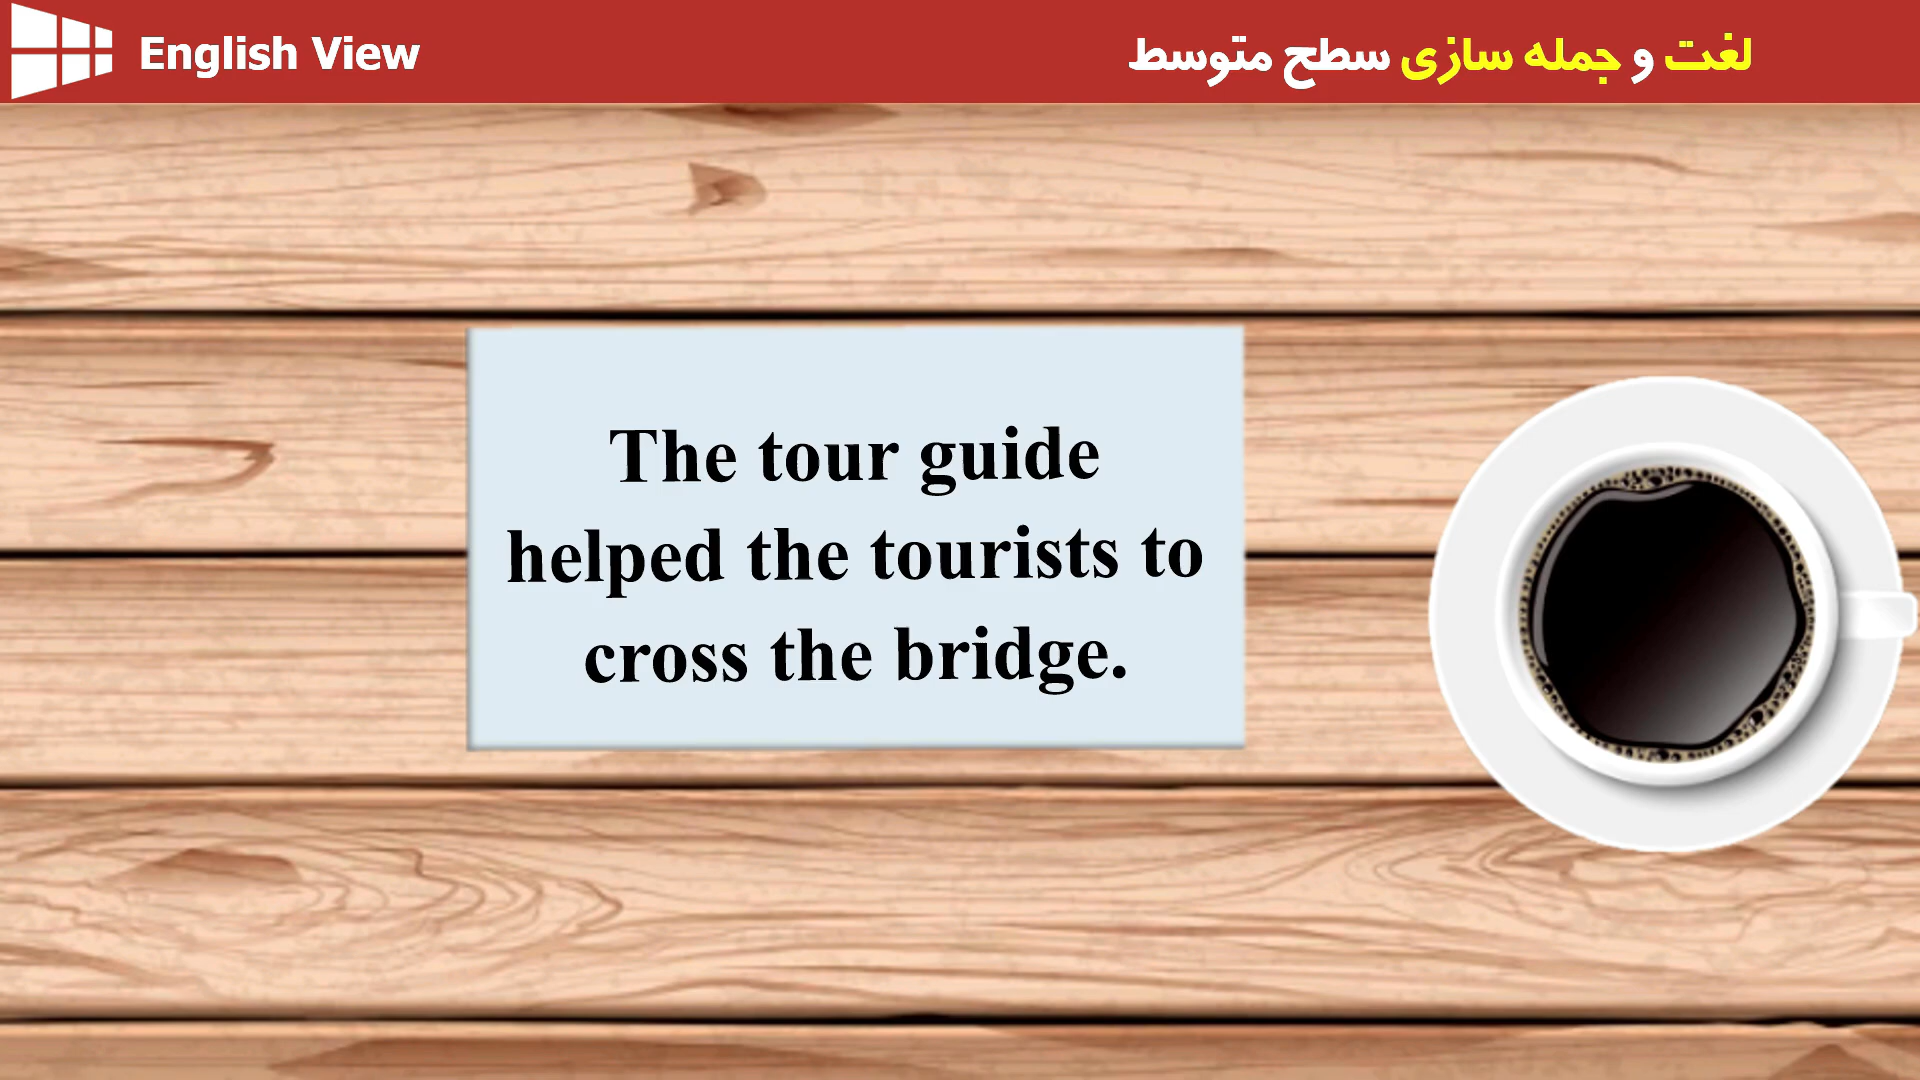 English View
لغت و جمله سازی سطح متوسط
The tour guide
helped the tourists to
cross the bridge.